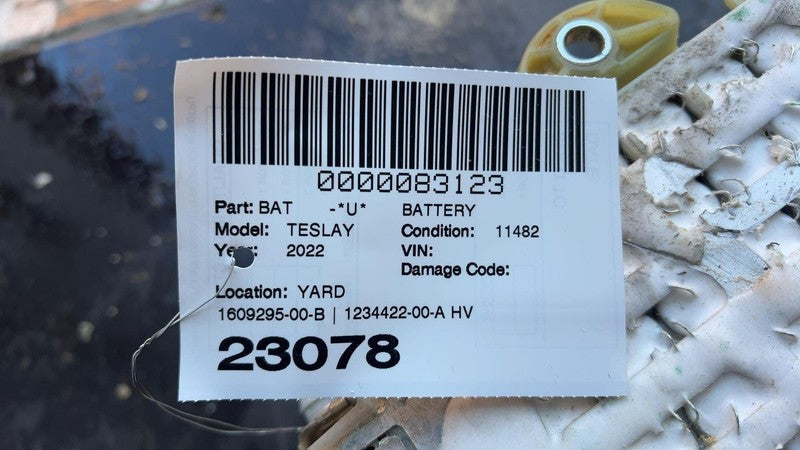 0000083123
Part: BAT -*U* BATTERY
Model: TESLAY Condition: 11482
Year: 2022 VIN:
Damage Code:
Location: YARD
1609295-00-B | 1234422-00-A HV
23078